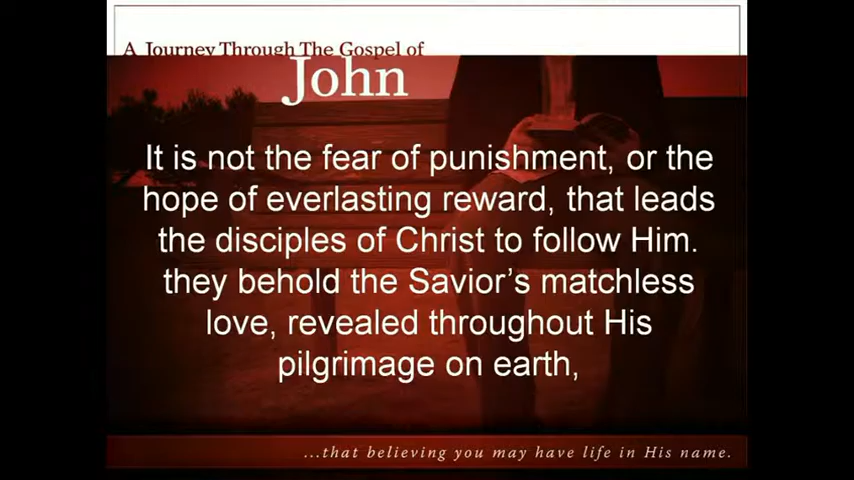 A Journey Through The Gospel of
John
It is not the fear of punishment, or the
hope of everlasting reward, that leads
the disciples of Christ to follow Him.
they behold the Savior’s matchless
love, revealed throughout His
pilgrimage on earth,
...that believing you may have life in His name.